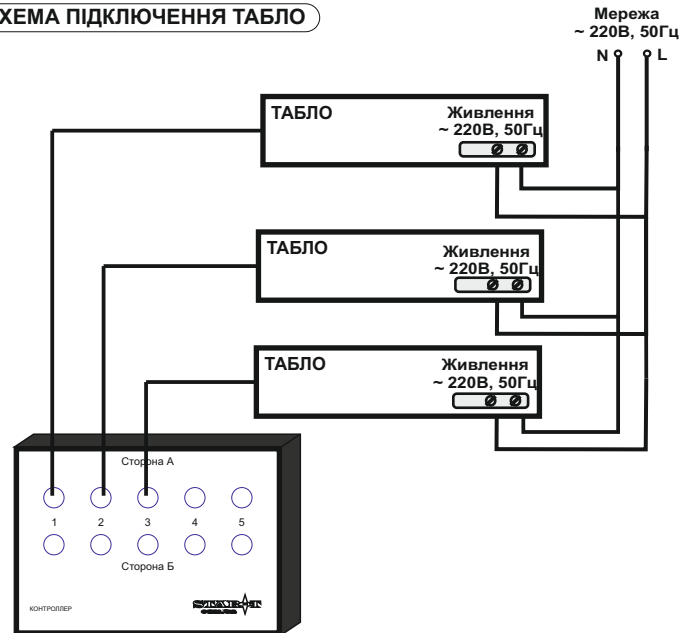 ХЕМА ПІДКЛЮЧЕННЯ ТАБЛО
Мережа
~ 220В, 50Гц
N L
ТАБЛО
Живлення
~ 220В, 50Гц
ТАБЛО
Живлення
~ 220В, 50Гц
ТАБЛО
Живлення
~ 220В, 50Гц
Сторона А
1 2 3 4 5
Сторона Б
КОНТРОЛЛЕР